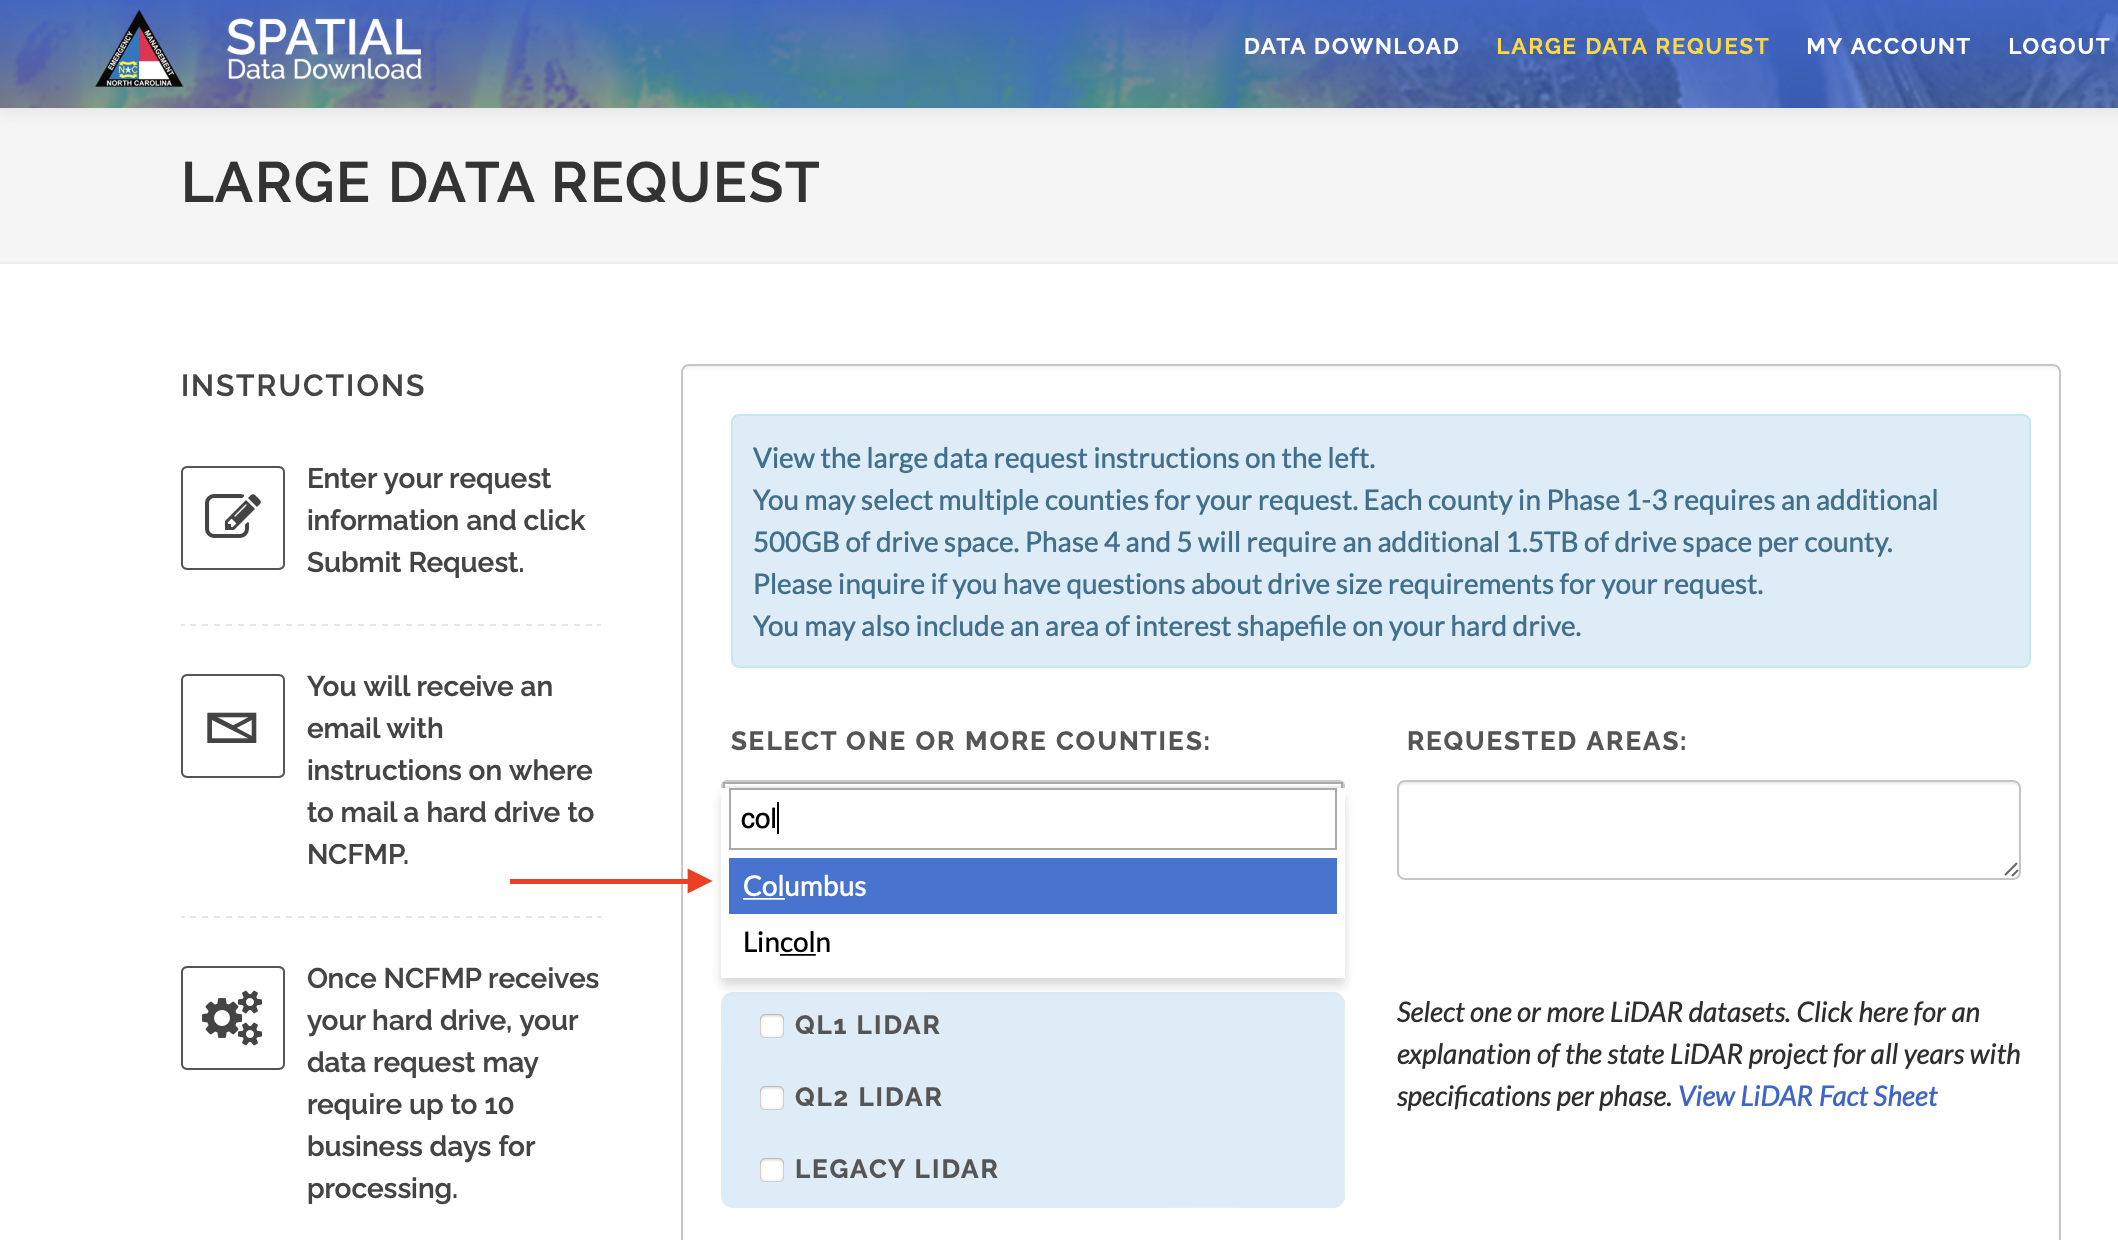 EMERGENCY
MANAGEMENT
N C
NORTH CAROLINA
SPATIAL
Data Download
DATA DOWNLOAD
LARGE DATA REQUEST
MY ACCOUNT
LOGOUT
LARGE DATA REQUEST
INSTRUCTIONS
Enter your request
information and click
Submit Request.
You will receive an
email with
instructions on where
to mail a hard drive to
NCFMP.
Once NCFMP receives
your hard drive, your
data request may
require up to 10
business days for
processing.
View the large data request instructions on the left.
You may select multiple counties for your request. Each county in Phase 1-3 requires an additional
500GB of drive space. Phase 4 and 5 will require an additional 1.5TB of drive space per county.
Please inquire if you have questions about drive size requirements for your request.
You may also include an area of interest shapefile on your hard drive.
SELECT ONE OR MORE COUNTIES:
col
Columbus
Lincoln
QL1 LIDAR
QL2 LIDAR
LEGACY LIDAR
REQUESTED AREAS:
Select one or more LiDAR datasets. Click here for an
explanation of the state LiDAR project for all years with
specifications per phase. View LiDAR Fact Sheet